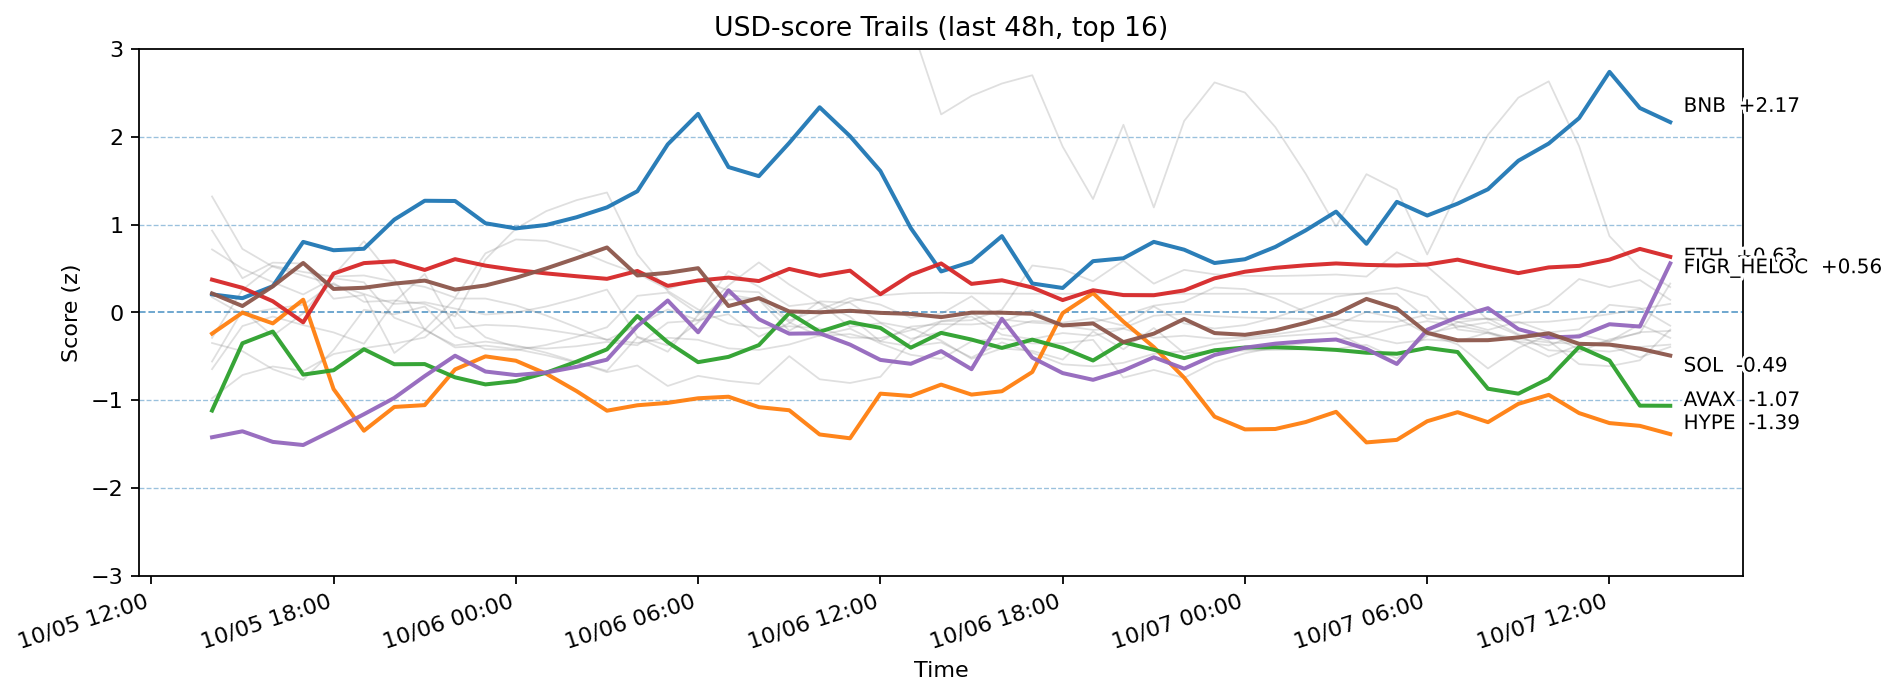 USD-score Trails (last 48h, top 16)
Score (z)
3
2
1
0
−1
−2
−3
BNB +2.17
ETH +0.63
FIGR_HELOC +0.56
SOL -0.49
AVAX -1.07
HYPE -1.39
10/05 12:00
10/05 18:00
10/06 00:00
10/06 06:00
10/06 12:00
10/06 18:00
10/07 00:00
10/07 06:00
10/07 12:00
Time